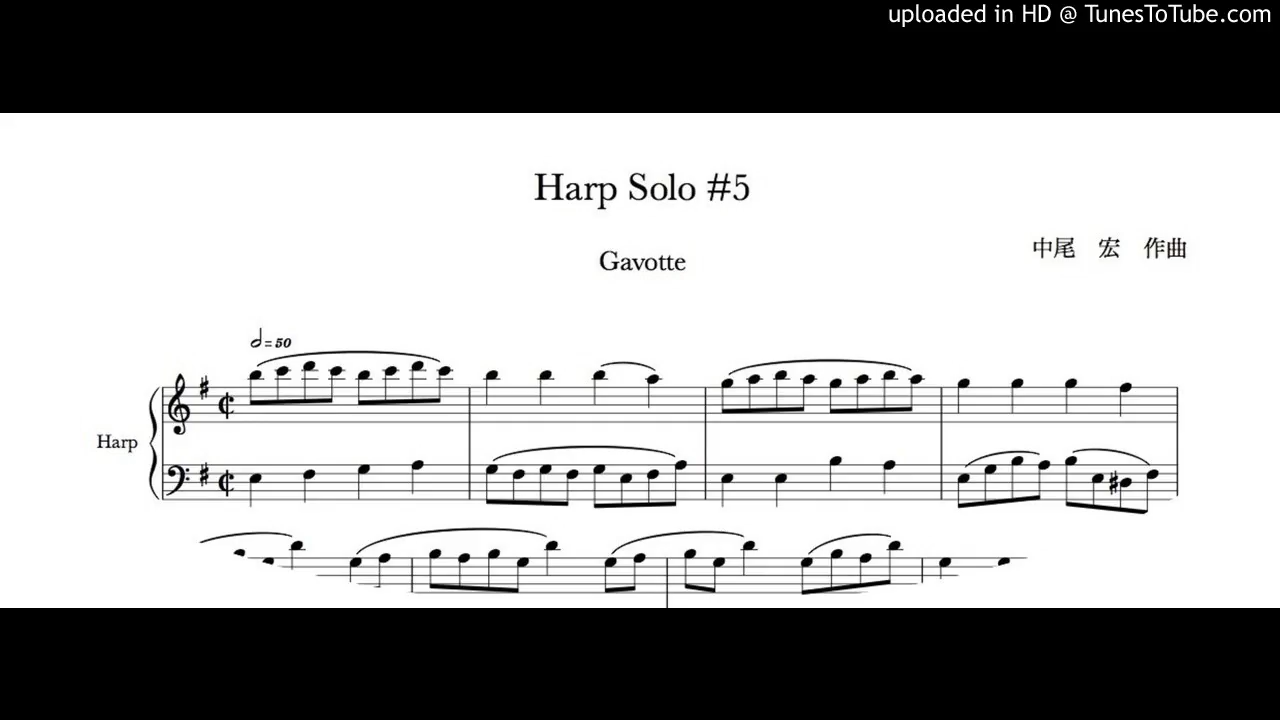 uploaded in HD @ TunesToTube.com
Harp Solo #5
Gavotte
中尾　宏　作曲
𝅗𝅥=50
Harp